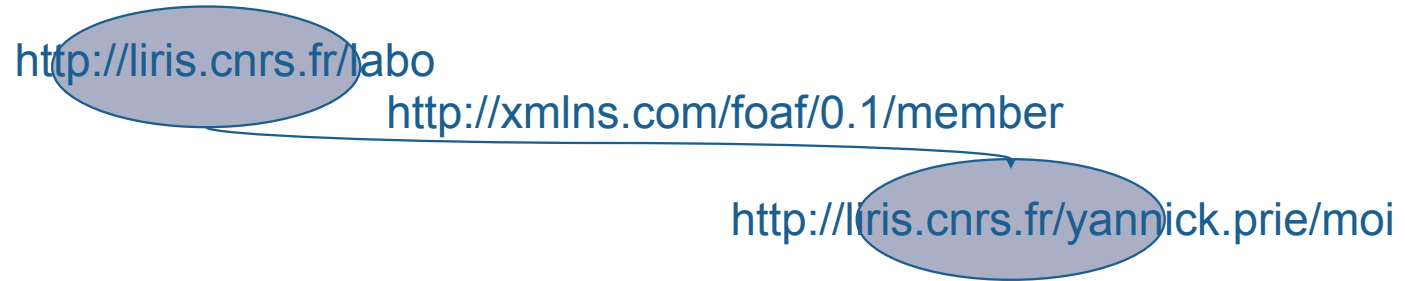 http://liris.cnrs.fr/labo
http://xmlns.com/foaf/0.1/member
http://liris.cnrs.fr/yannick.prie/moi